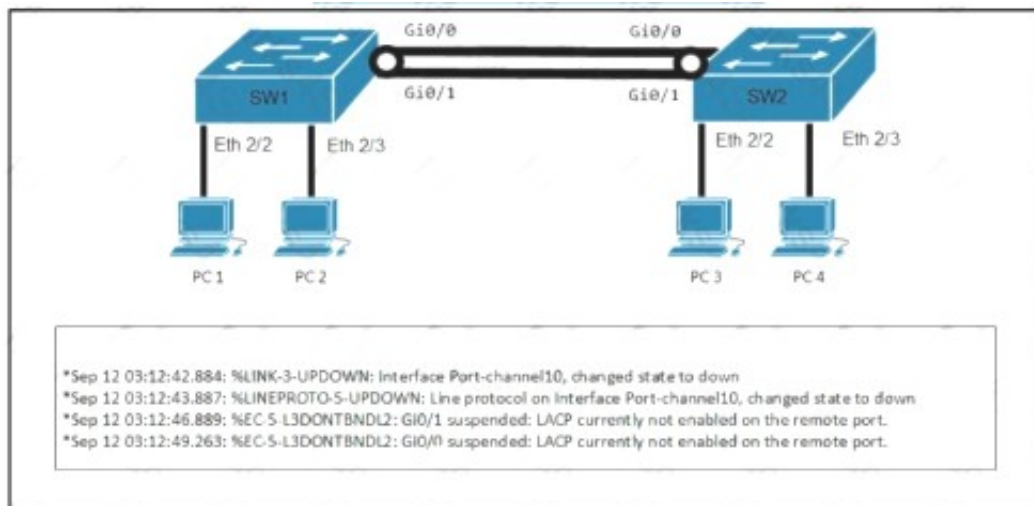 Gi0/0 Gi0/0
SW1 Gi0/1 Gi0/1 SW2
Eth 2/2 Eth 2/3 Eth 2/2 Eth 2/3
PC 1 PC 2 PC 3 PC 4
*Sep 12 03:12:42.884: %LINK-3-UPDOWN: Interface Port-channel10, changed state to down
*Sep 12 03:12:43.887: %LINEPROTO-5-UPDOWN: Line protocol on Interface Port-channel10, changed state to down
*Sep 12 03:12:46.889: %EC-5-L3DONTBNDL2: Gi0/1 suspended: LACP currently not enabled on the remote port.
*Sep 12 03:12:49.263: %EC-5-L3DONTBNDL2: Gi0/0 suspended: LACP currently not enabled on the remote port.